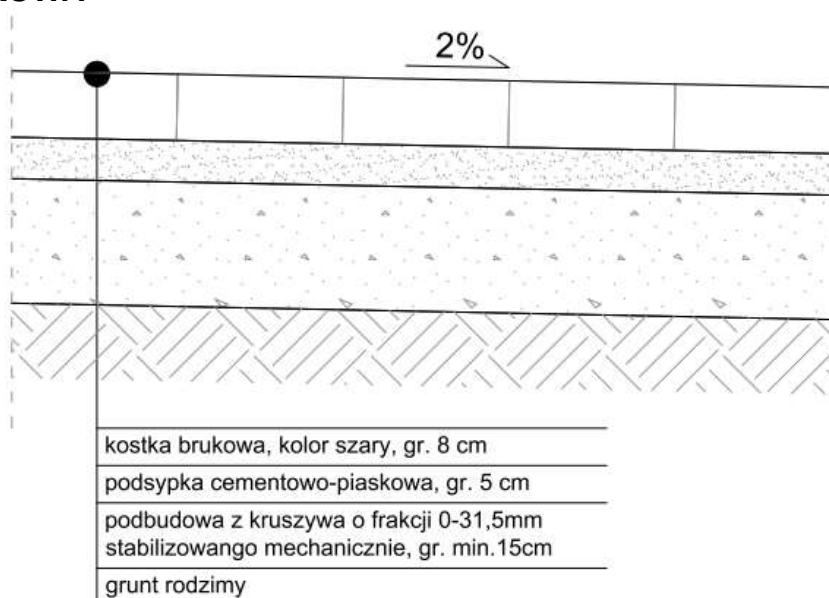 2%
kostka brukowa, kolor szary, gr. 8 cm
podsypka cementowo-piaskowa, gr. 5 cm
podbudowa z kruszywa o frakcji 0-31,5mm
stabilizowango mechanicznie, gr. min.15cm
grunt rodzimy